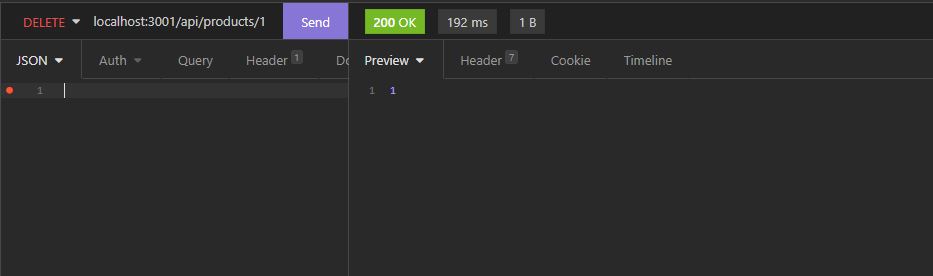 DELETE localhost:3001/api/products/1 Send 200 OK 192 ms 1 B
JSON Auth Query Header 1 Do Preview Header 7 Cookie Timeline
1 1 1